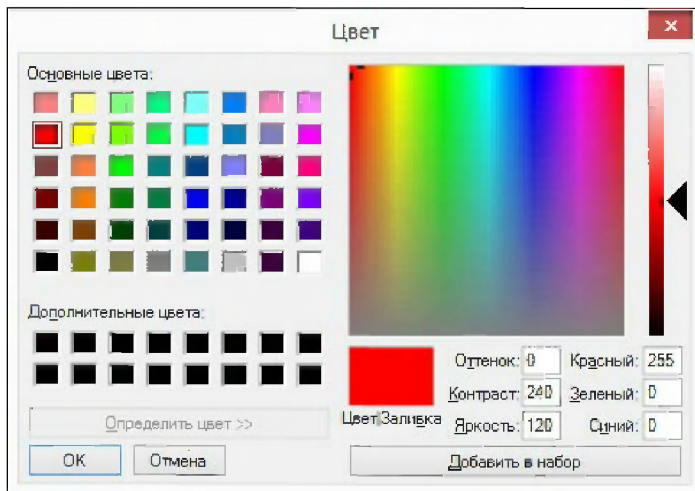 Цвет
Основные цвета:
Дополнительные цвета:
Определить цвет >>
ОК
Отмена
Цвет|Заливка
Оттенок: 0
Контраст: 240
Яркость: 120
Красный: 255
Зеленый: 0
Синий: 0
Добавить в набор